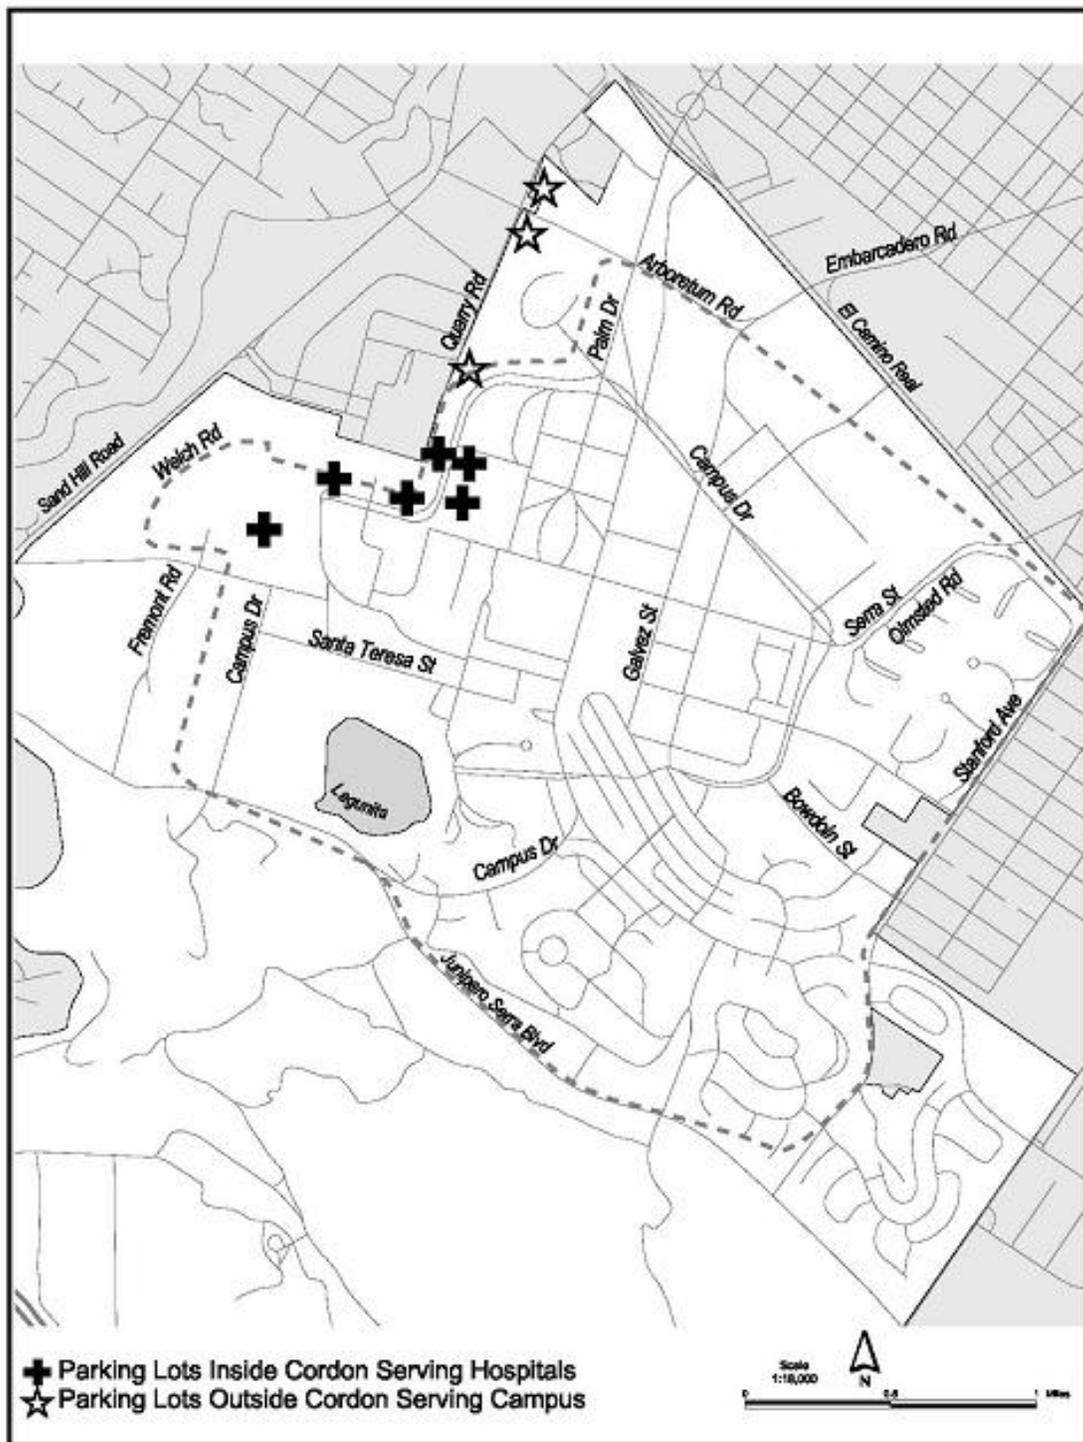 Embarcadero Rd
Arboretum Rd
El Camino Real
Quarry Rd
Palm Dr
Sand Hill Road
Welch Rd
Campus Dr
Serra St
Olmsted Rd
Fremont Rd
Campus Dr
Santa Teresa St
Galvez St
Stanford Ave
Lagunita
Bowdoin St
Campus Dr
Junipero Serra Blvd
Parking Lots Inside Cordon Serving Hospitals
Parking Lots Outside Cordon Serving Campus
Scale
1:18,000
N
0 0.5 1 Miles